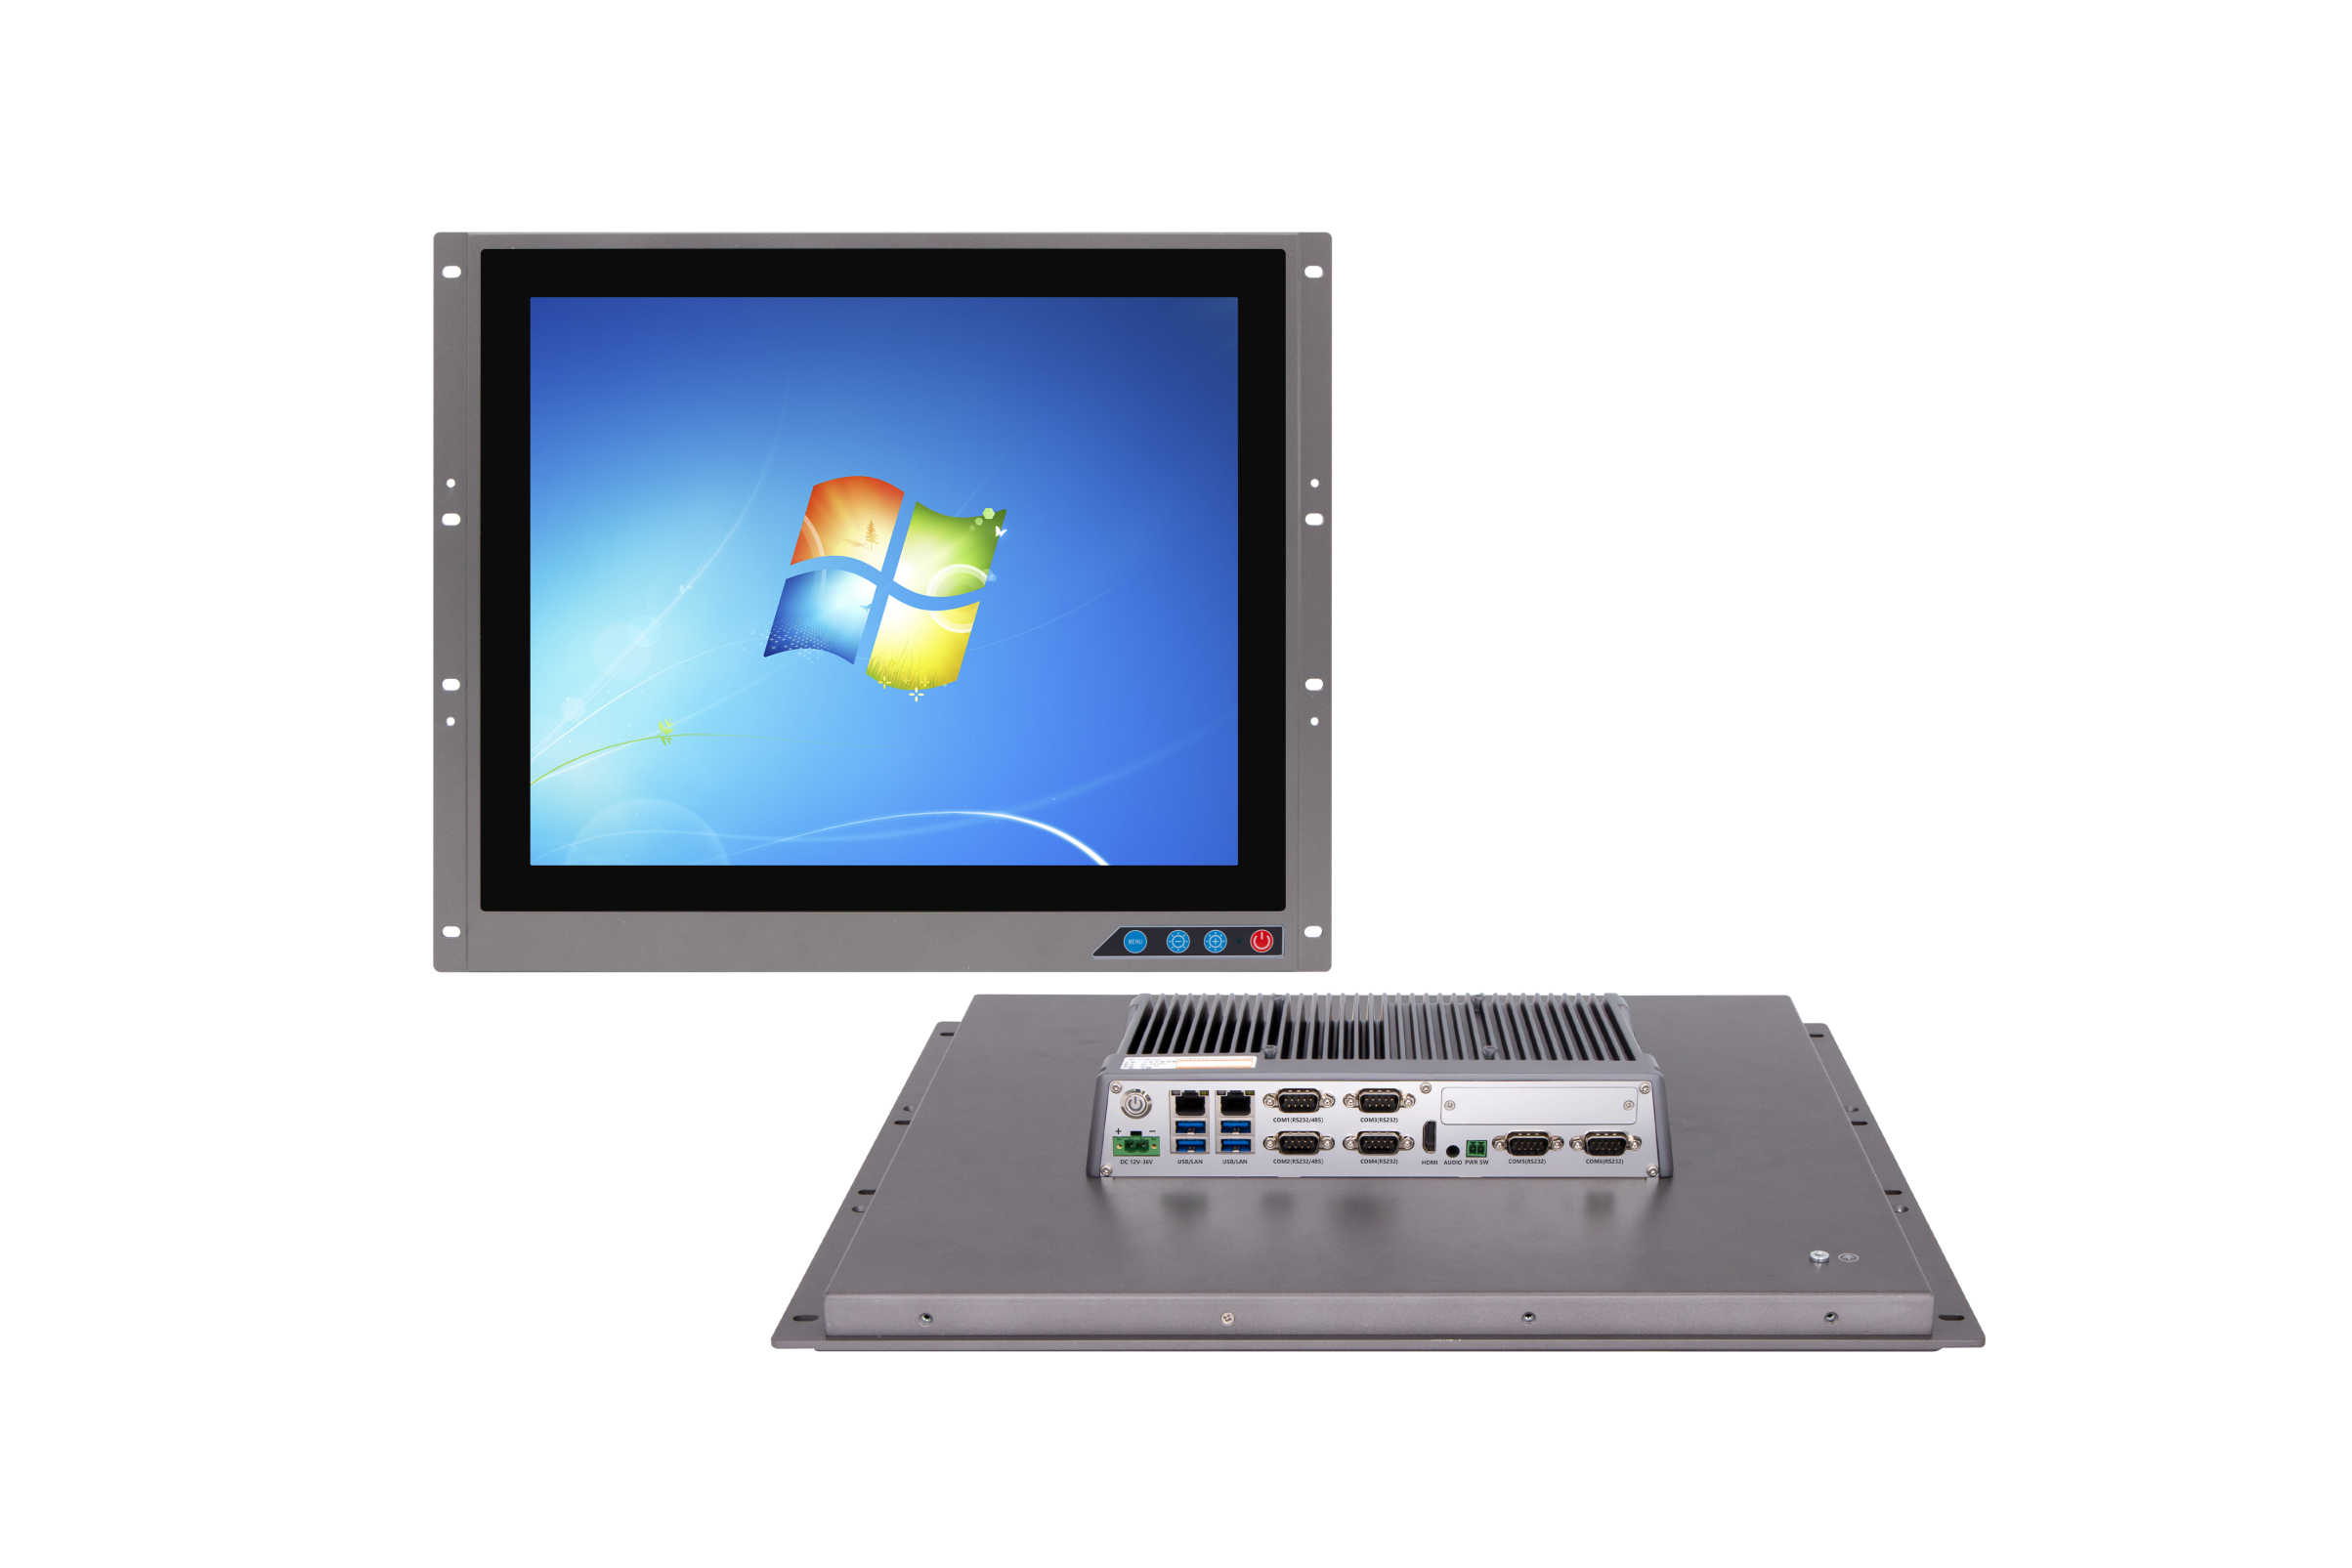 MENU
+ −
DC 12V-36V
USB/LAN
USB/LAN
COM1(RS232/485)
COM2(RS232/485)
COM3(RS232)
COM4(RS232)
HDMI
AUDIO
PWR SW
COM5(RS232)
COM6(RS232)